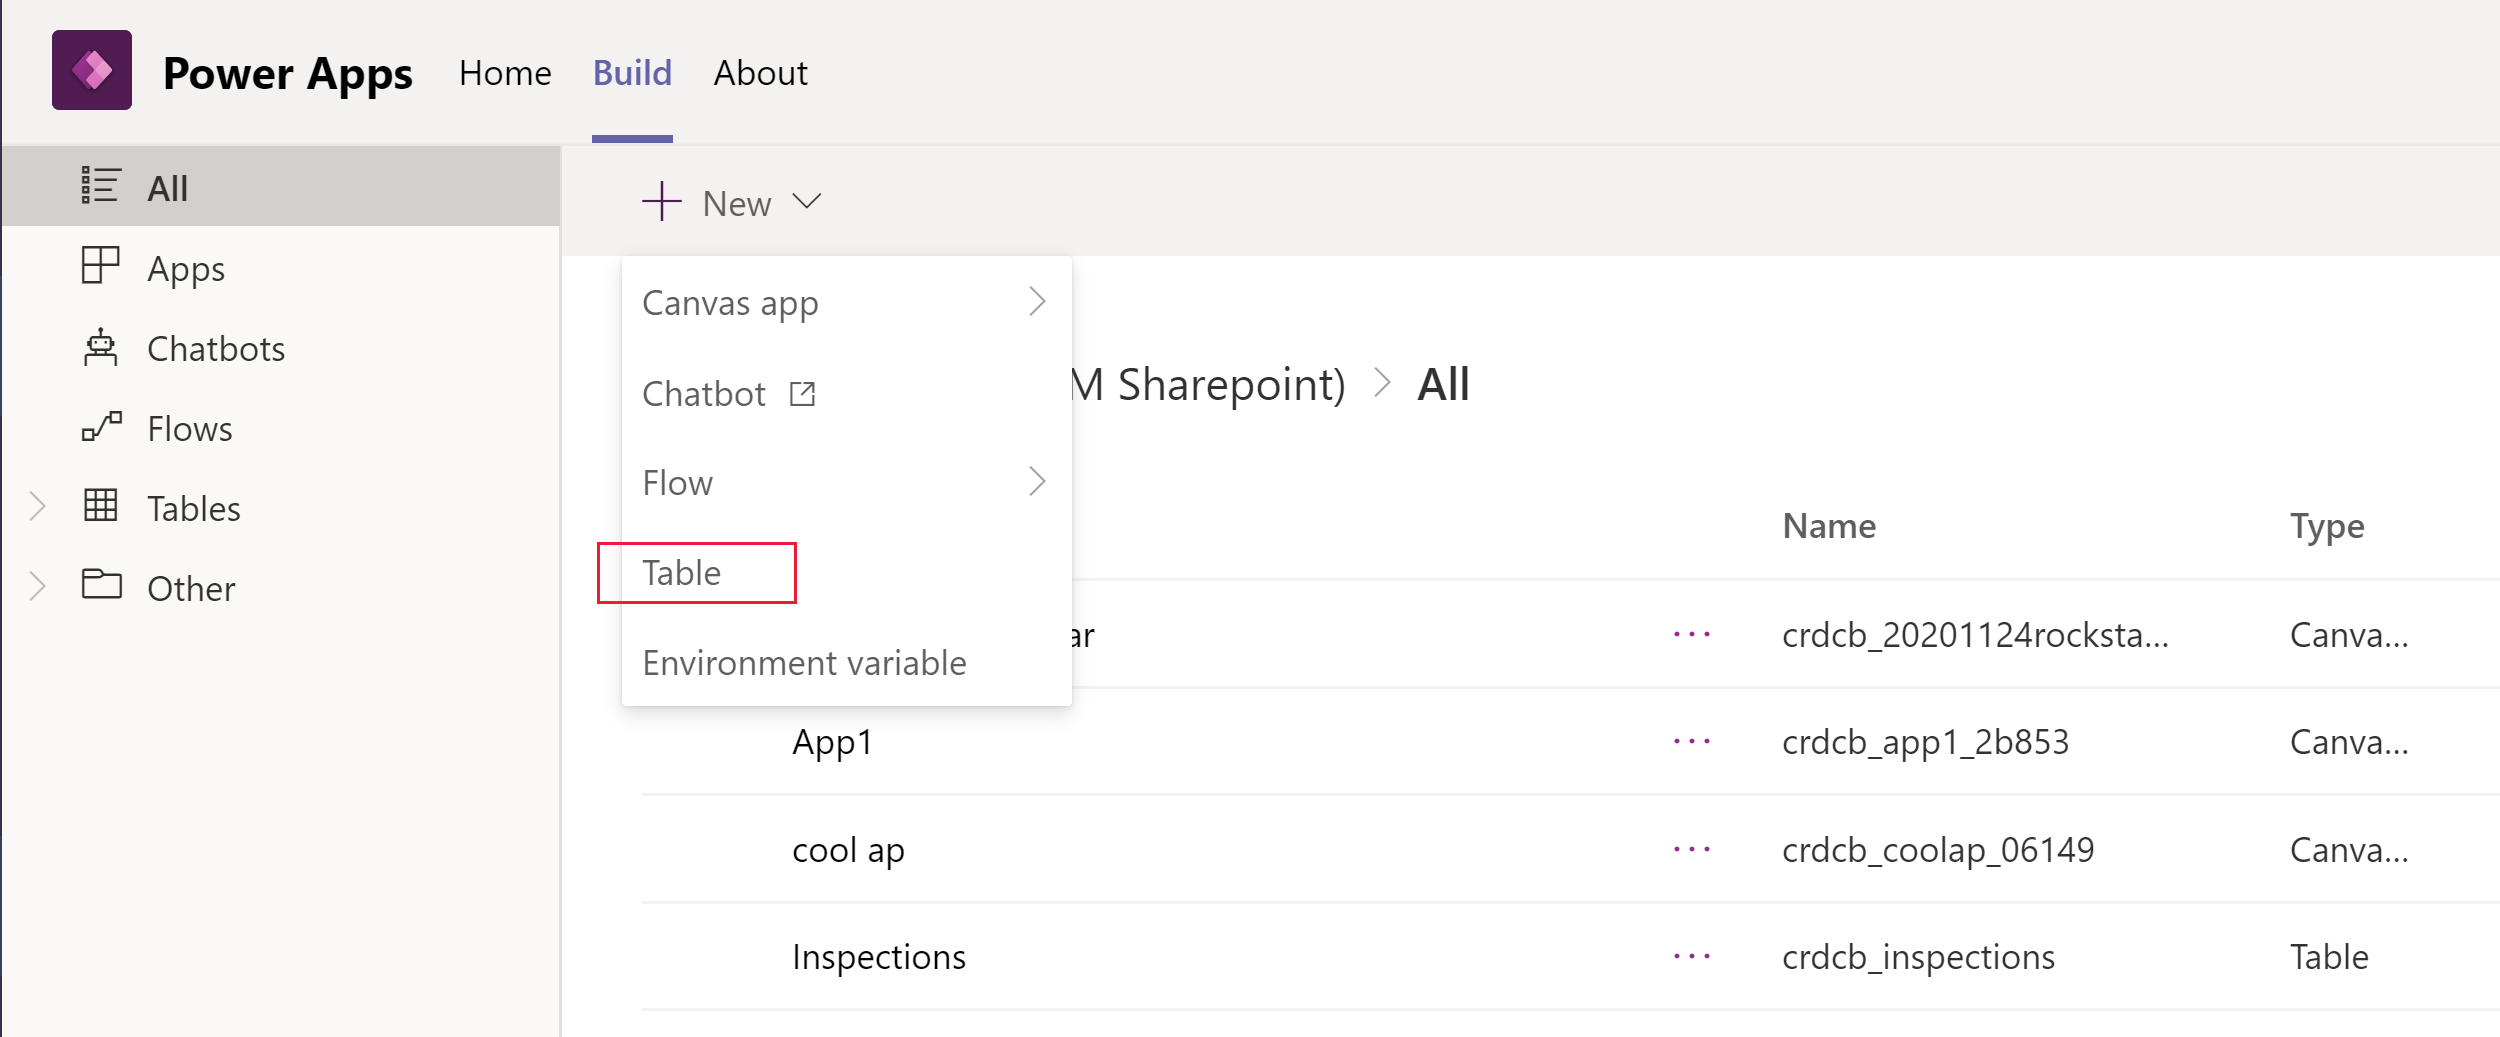 Power Apps Home Build About
All
Apps
Chatbots
Flows
Tables
Other
New
Canvas app
Chatbot
Flow
Table
Environment variable
M Sharepoint) All
Name Type
ar ··· crdcb_20201124rocksta... Canva...
App1 ··· crdcb_app1_2b853 Canva...
cool ap ··· crdcb_coolap_06149 Canva...
Inspections ··· crdcb_inspections Table